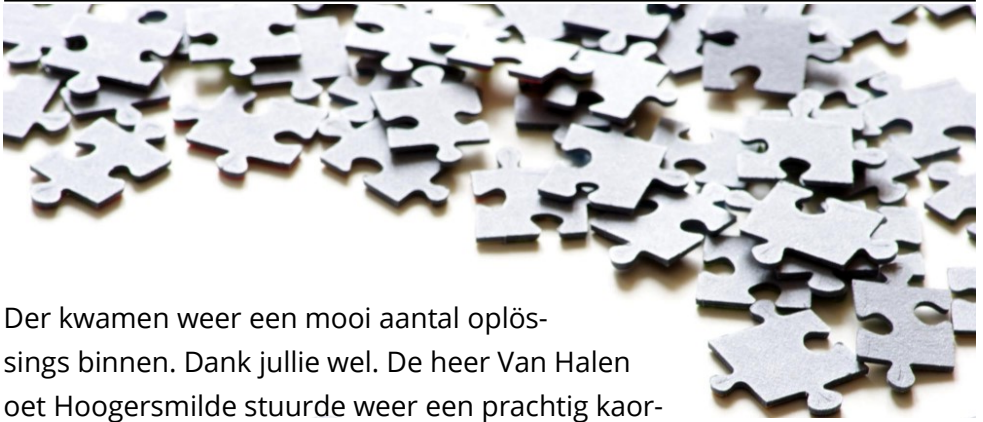 Der kwamen weer een mooi aantal oplös-
sings binnen. Dank jullie wel. De heer Van Halen
oet Hoogersmilde stuurde weer een prachtig kaor-